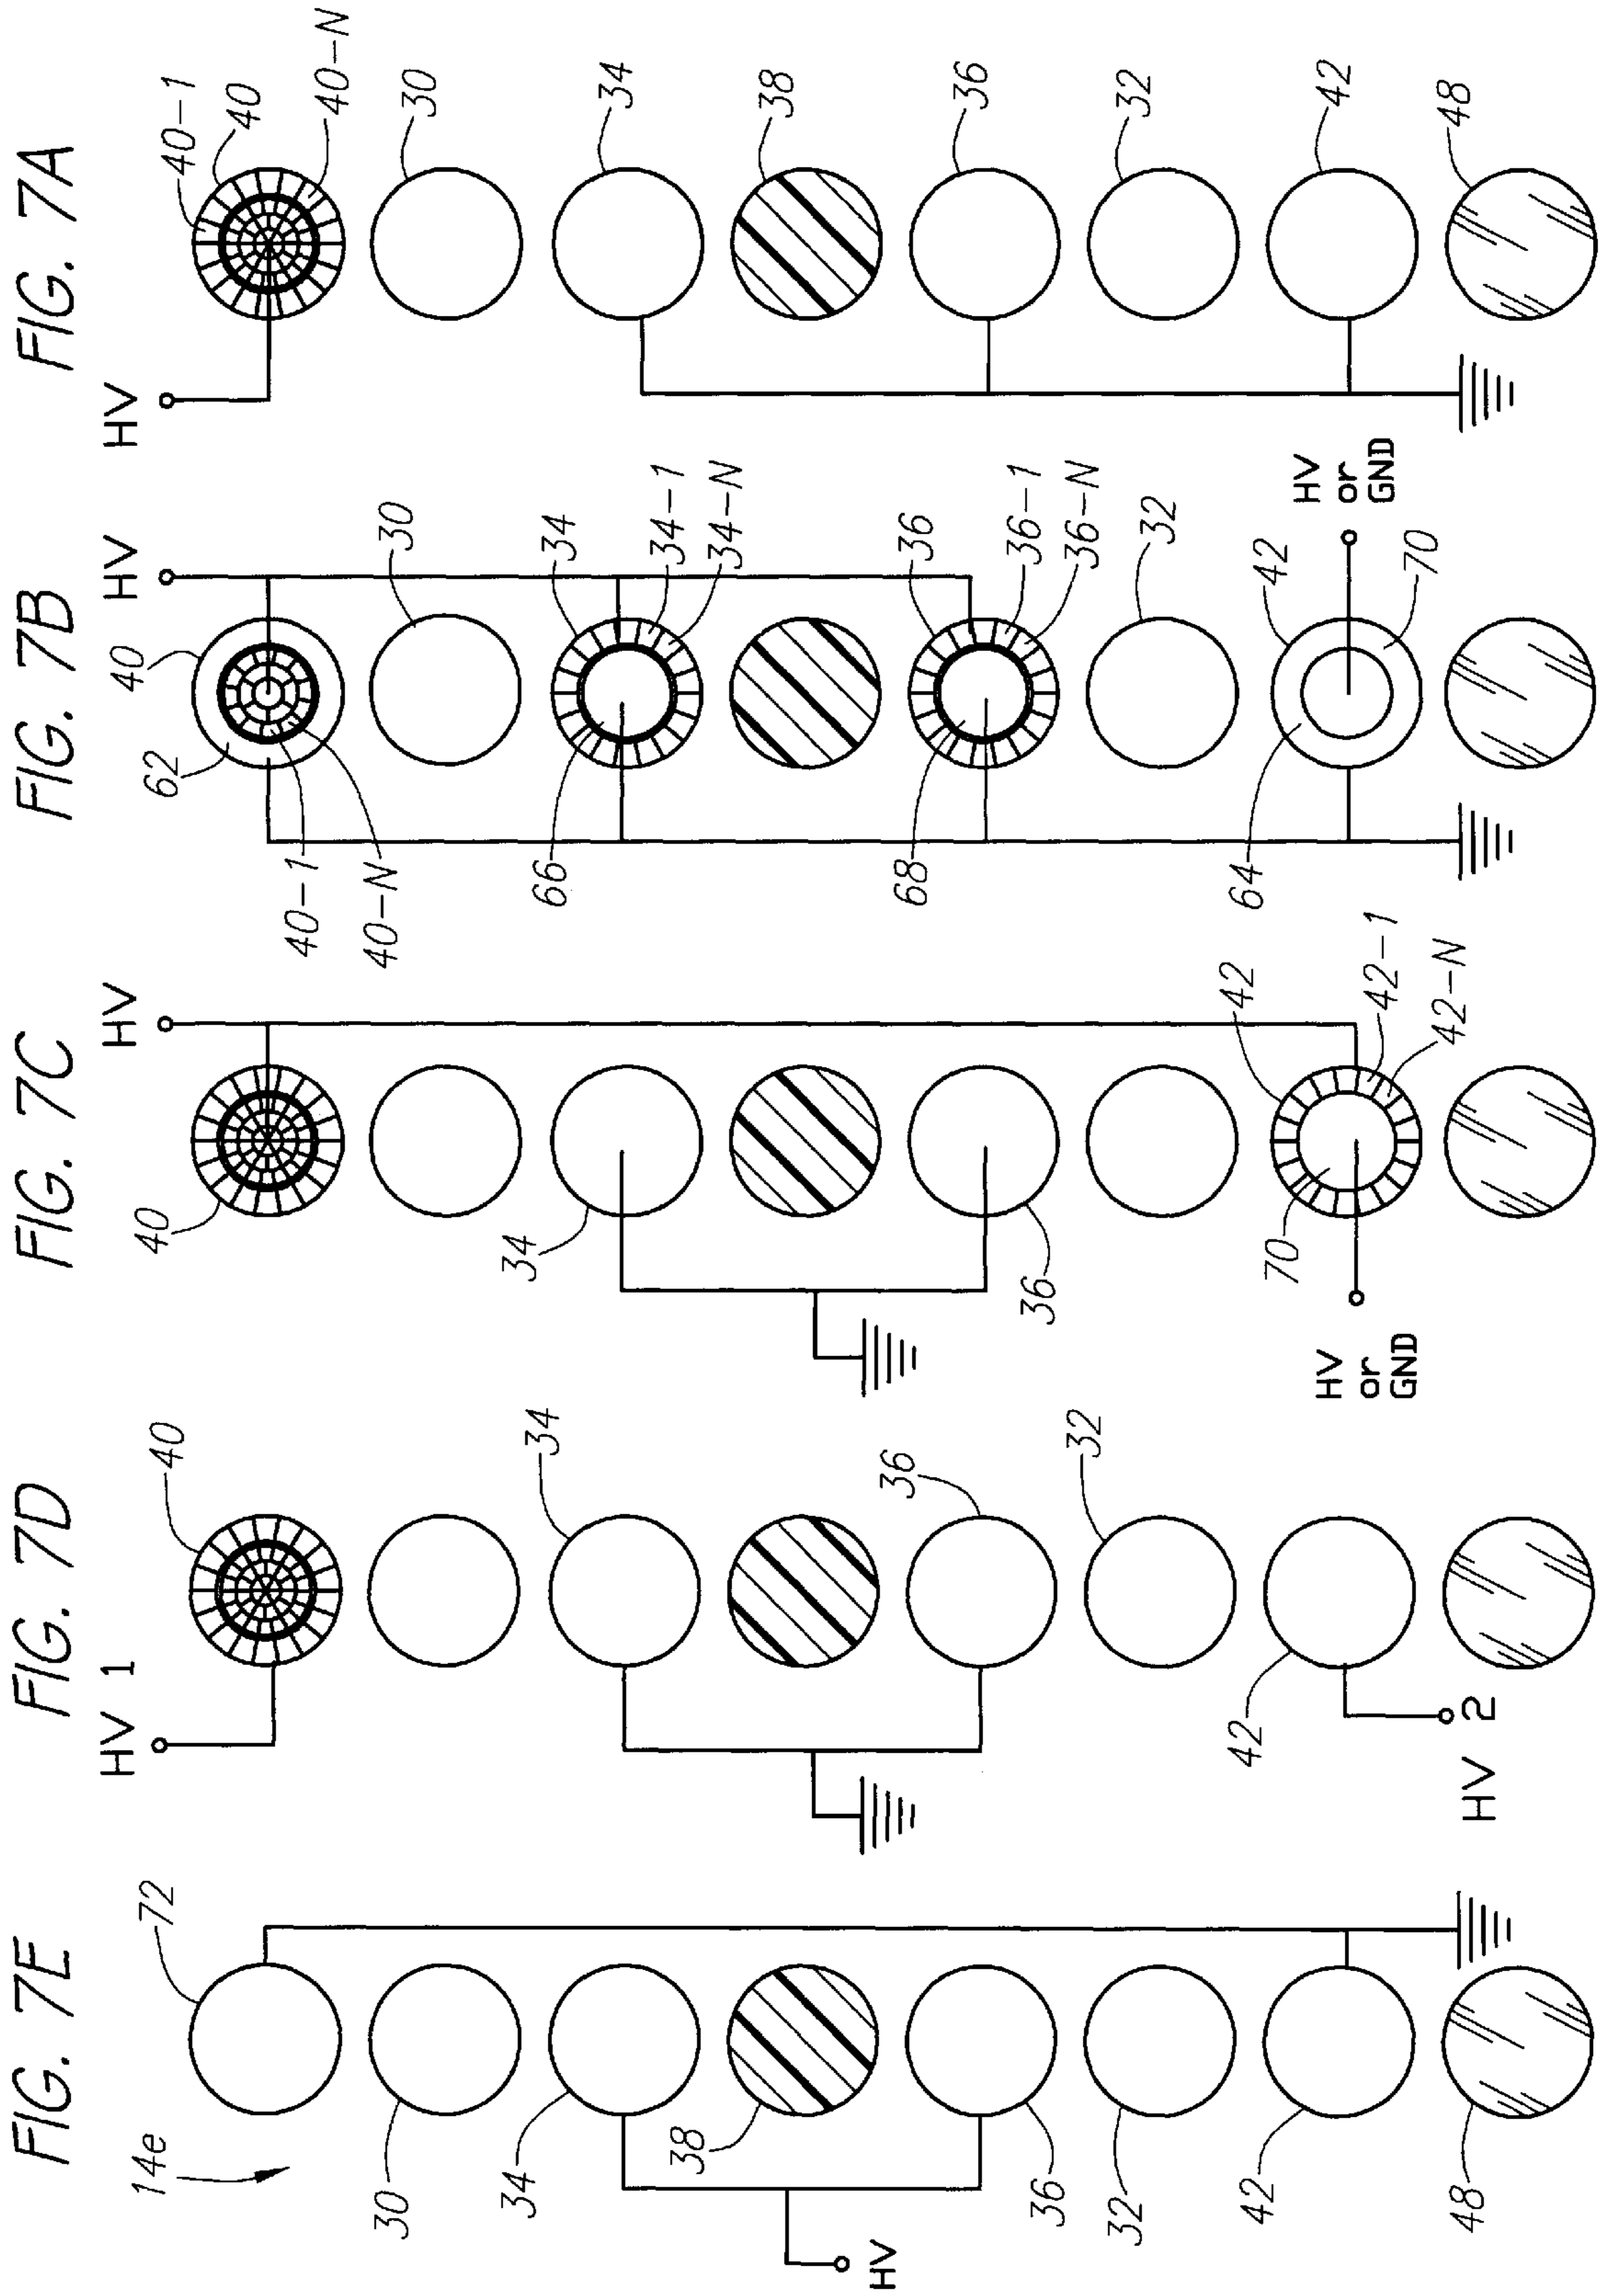 FIG. 7A
HV
40-1
40
40-N
30
34
38
36
32
42
48
FIG. 7B
HV
40
62
40-1
40-N
30
34
34-1
34-N
66
36
36-1
36-N
68
32
42
70
64
HV
or
GND
FIG. 7C
HV
40
34
36
42
42-1
42-N
70
HV
or
GND
FIG. 7D
HV 1
40
34
36
32
42
HV 2
FIG. 7E
14e
72
30
34
38
36
32
42
48
HV